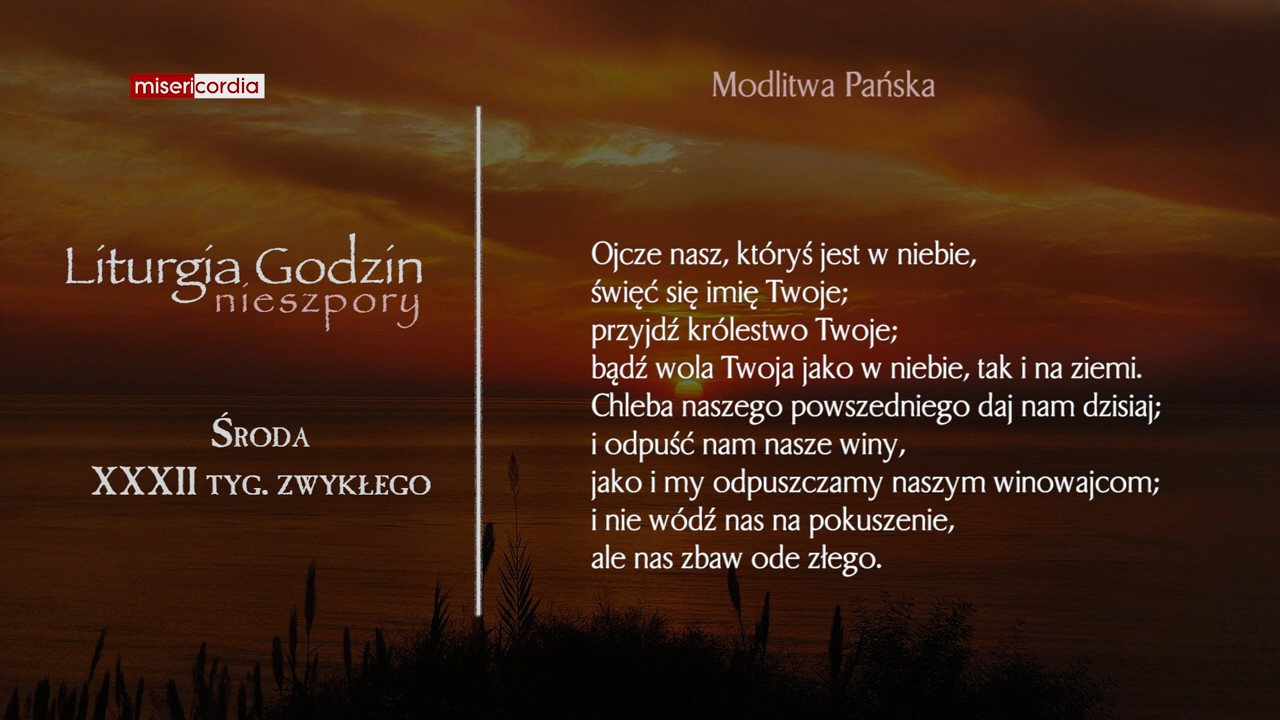 misericordia
Liturgia Godzin
nieszpory
Środa
XXXII tyg. zwykłego
Modlitwa Pańska
Ojcze nasz, któryś jest w niebie,
święć się imię Twoje;
przyjdź królestwo Twoje;
bądź wola Twoja jako w niebie, tak i na ziemi.
Chleba naszego powszedniego daj nam dzisiaj;
i odpuść nam nasze winy,
jako i my odpuszczamy naszym winowajcom;
i nie wódź nas na pokuszenie,
ale nas zbaw ode złego.